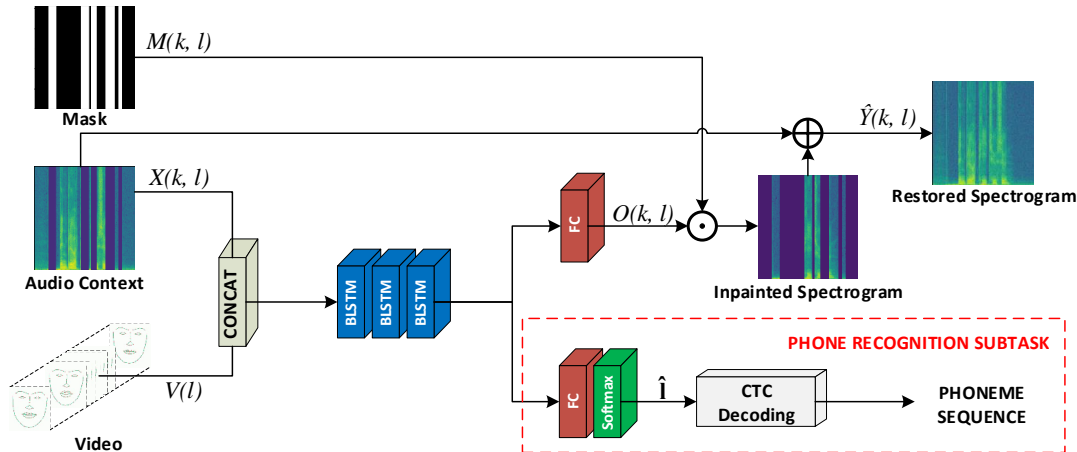 M(k, l)
Mask
Ŷ(k, l)
X(k, l)
Restored Spectrogram
FC
O(k, l)
Audio Context
CONCAT
BLSTM
BLSTM
BLSTM
Inpainted Spectrogram
PHONE RECOGNITION SUBTASK
V(l)
FC
Softmax
l̂
CTC
Decoding
PHONEME
SEQUENCE
Video